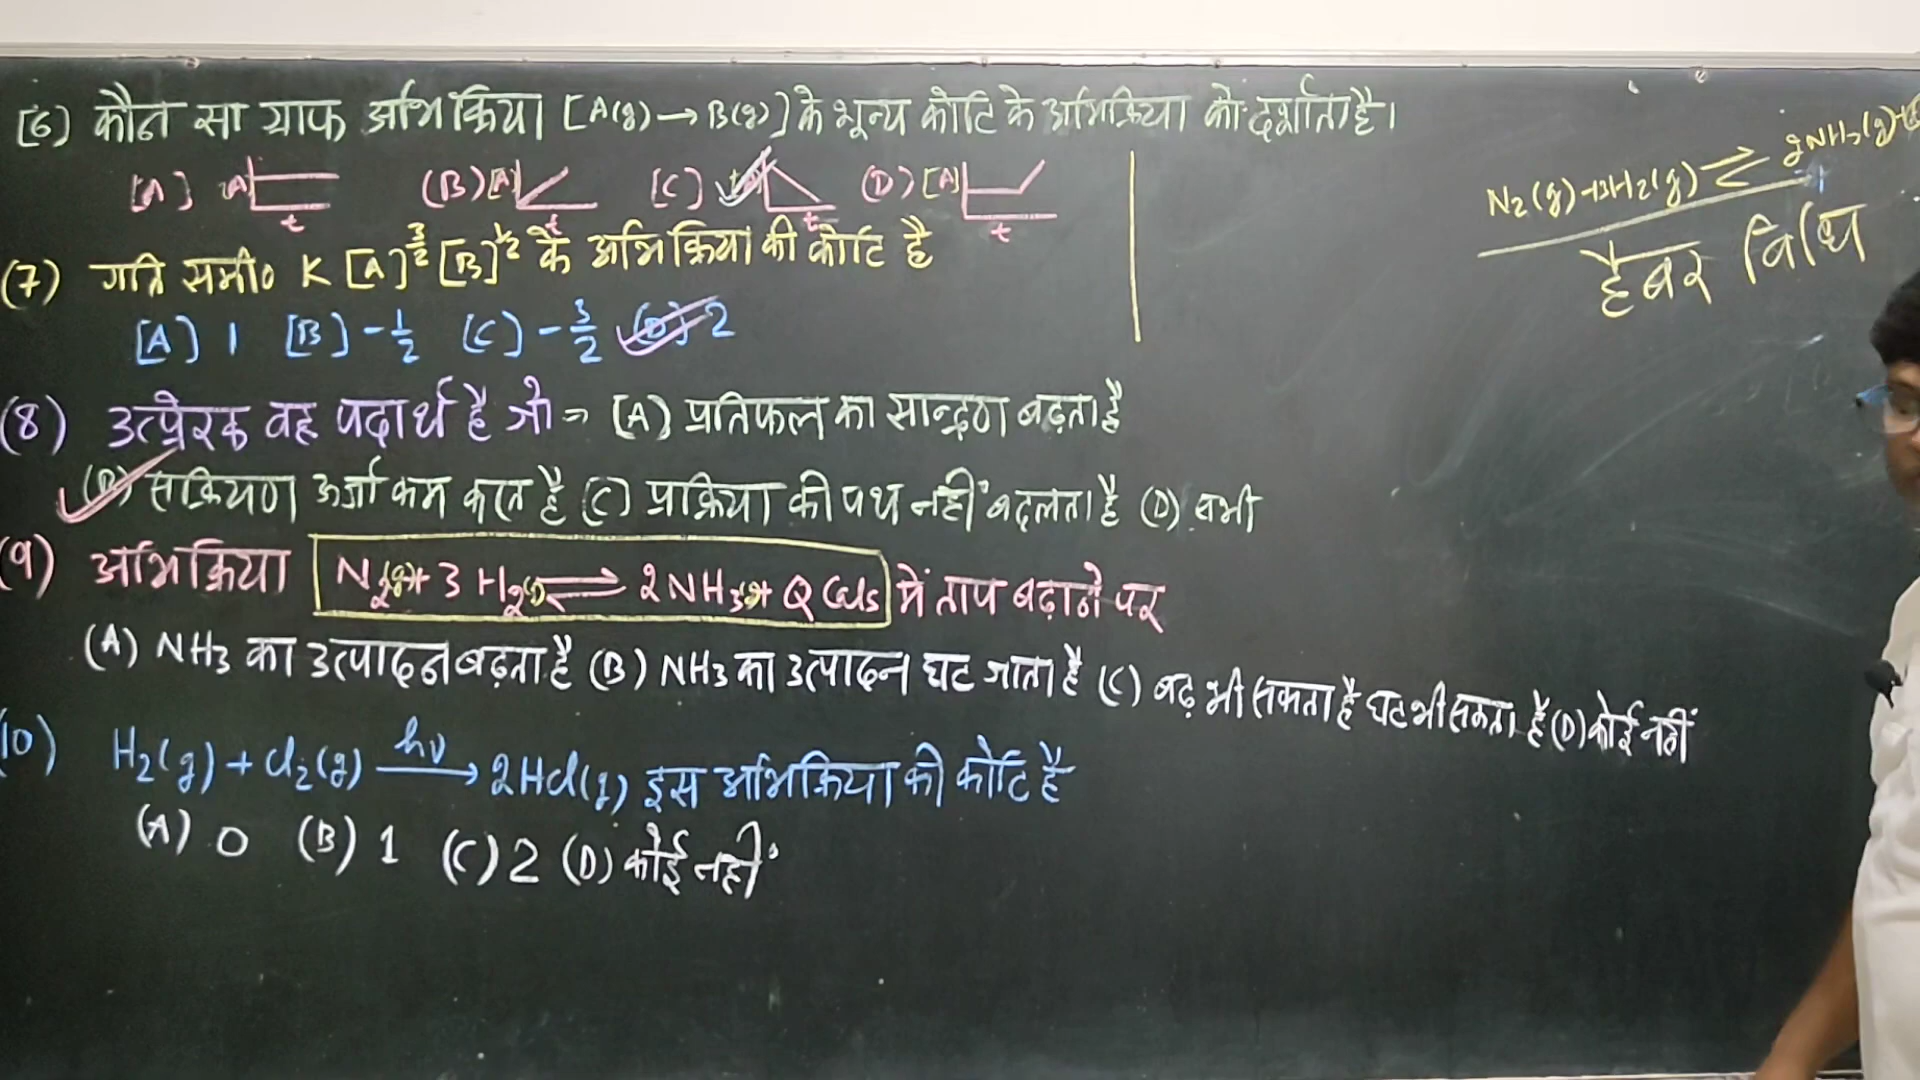 [6] कौन सा ग्राफ अभिक्रिया [A(g) → B(g)] के शून्य कोटि के अभिक्रिया को दर्शाता है।
[A] [A] t (B) [A] t [C] t (D) [A] t
(7) गति समी० K [A]^3/2 [B]^1/2 के अभिक्रिया की कोटि है
[A] 1 [B] -1/2 [C] -3/2 [D] 2
(8) उत्प्रेरक वह पदार्थ है जो = [A] प्रतिफल का सान्द्रण बढ़ता है
(B) सक्रियण ऊर्जा कम करत है [C] प्रक्रिया की पथ नहीं बदलता है (D) सभी
(9) अभिक्रिया N2(g) + 3H2(g) ⇌ 2NH3(g) + Q Cals में ताप बढ़ाने पर
(A) NH3 का उत्पादन बढ़ता है (B) NH3 का उत्पादन घट जाता है (C) बढ़ भी सकता है घट भी सकता है (D) कोई नहीं
(10) H2(g) + Cl2(g) hν → 2HCl(g) इस अभिक्रिया की कोटि है
(A) 0 (B) 1 (C) 2 (D) कोई नहीं
N2(g) + 3H2(g) ⇌ 2NH3(g) +
हैबर विधि